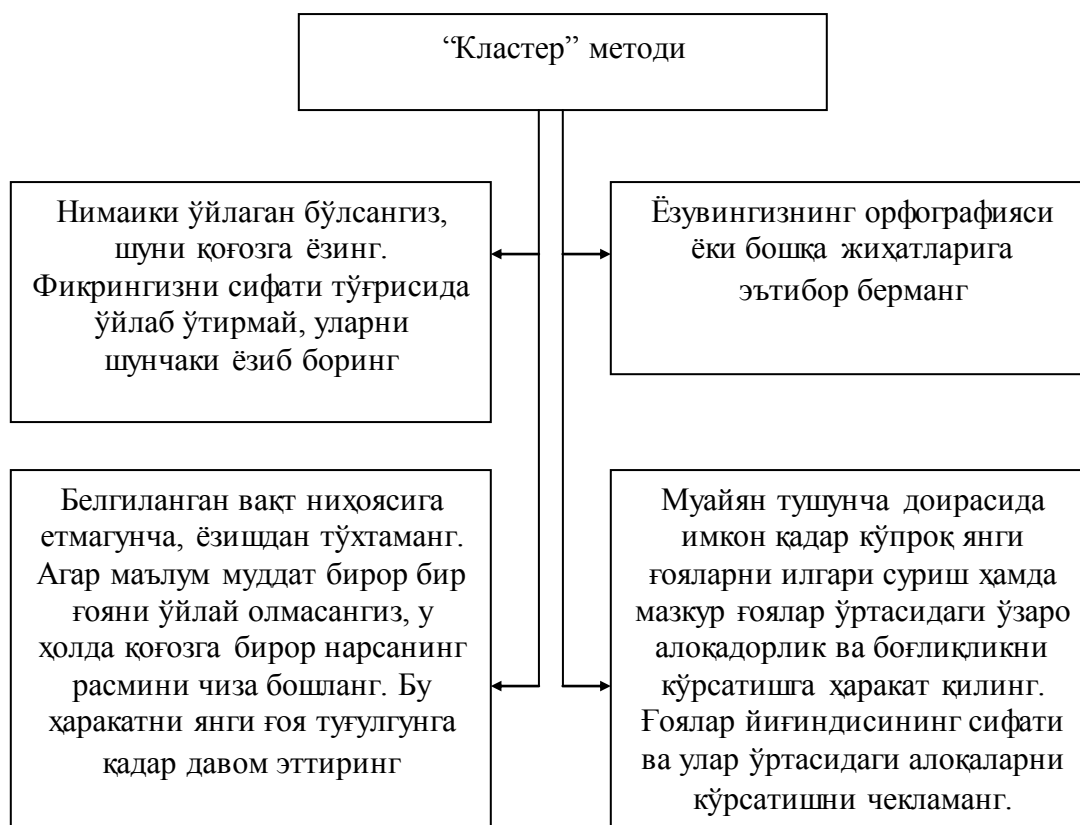 “Кластер” методи
Нимаики ўйлаган бўлсангиз,
шуни қоғозга ёзинг.
Фикрингизни сифати тўғрисида
ўйлаб ўтирмай, уларни
шунчаки ёзиб боринг
Ёзувингизнинг орфографияси
ёки бошқа жиҳатларига
эътибор берманг
Белгиланган вақт ниҳоясига
етмагунча, ёзишдан тўхтаманг.
Агар маълум муддат бирор бир
ғояни ўйлай олмасангиз, у
ҳолда қоғозга бирор нарсанинг
расмини чиза бошланг. Бу
ҳаракатни янги ғоя туғулгунга
қадар давом эттиринг
Муайян тушунча доирасида
имкон қадар кўпроқ янги
ғояларни илгари суриш ҳамда
мазкур ғоялар ўртасидаги ўзаро
алоқадорлик ва боғлиқликни
кўрсатишга ҳаракат қилинг.
Ғоялар йиғиндисининг сифати
ва улар ўртасидаги алоқаларни
кўрсатишни чекламанг.